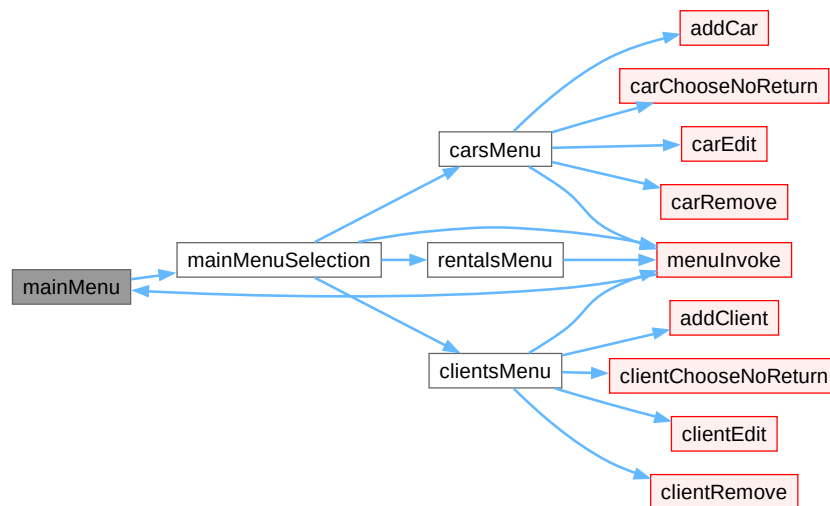 addCar
carChooseNoReturn
carsMenu
carEdit
carRemove
mainMenuSelection
rentalsMenu
menuInvoke
mainMenu
addClient
clientsMenu
clientChooseNoReturn
clientEdit
clientRemove